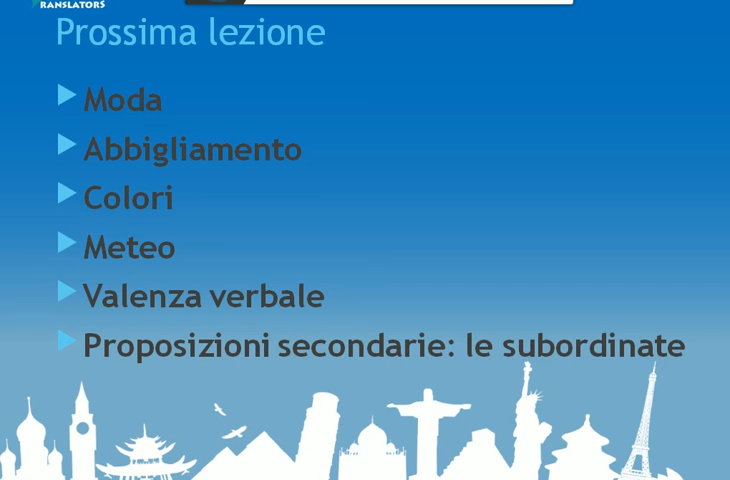 RANSLATORS
Prossima lezione
Moda
Abbigliamento
Colori
Meteo
Valenza verbale
Proposizioni secondarie: le subordinate